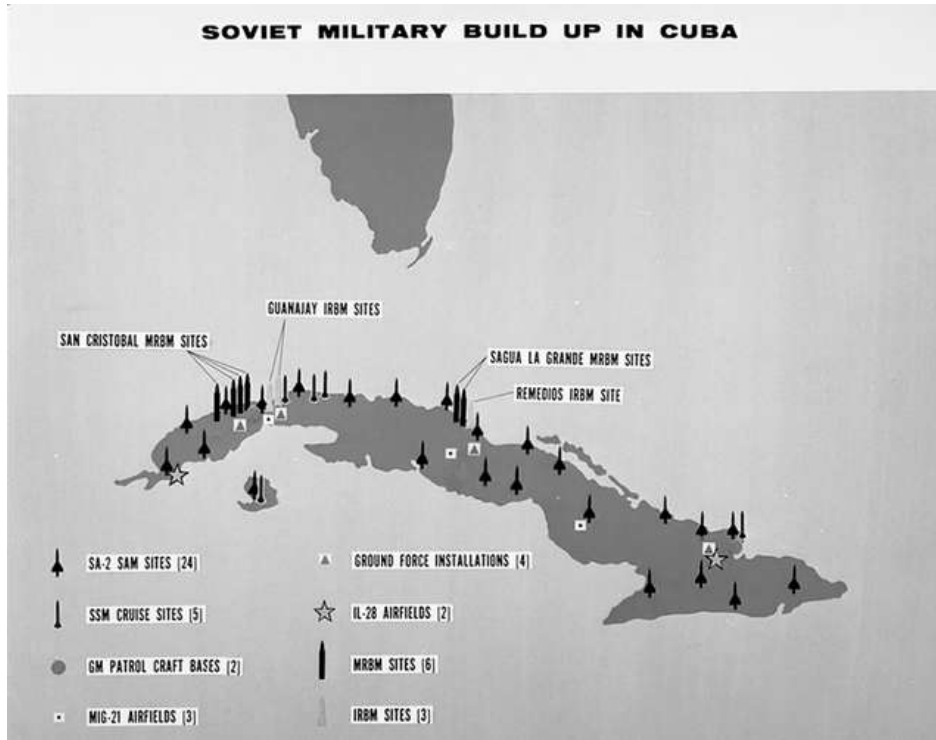 SOVIET MILITARY BUILD UP IN CUBA
GUANAJAY IRBM SITES
SAN CRISTOBAL MRBM SITES
SAGUA LA GRANDE MRBM SITES
REMEDIOS IRBM SITE
SA-2 SAM SITES [24]
GROUND FORCE INSTALLATIONS [4]
SSM CRUISE SITES [5]
IL-28 AIRFIELDS [2]
GM PATROL CRAFT BASES [2]
MRBM SITES [6]
MIG-21 AIRFIELDS [3]
IRBM SITES [3]